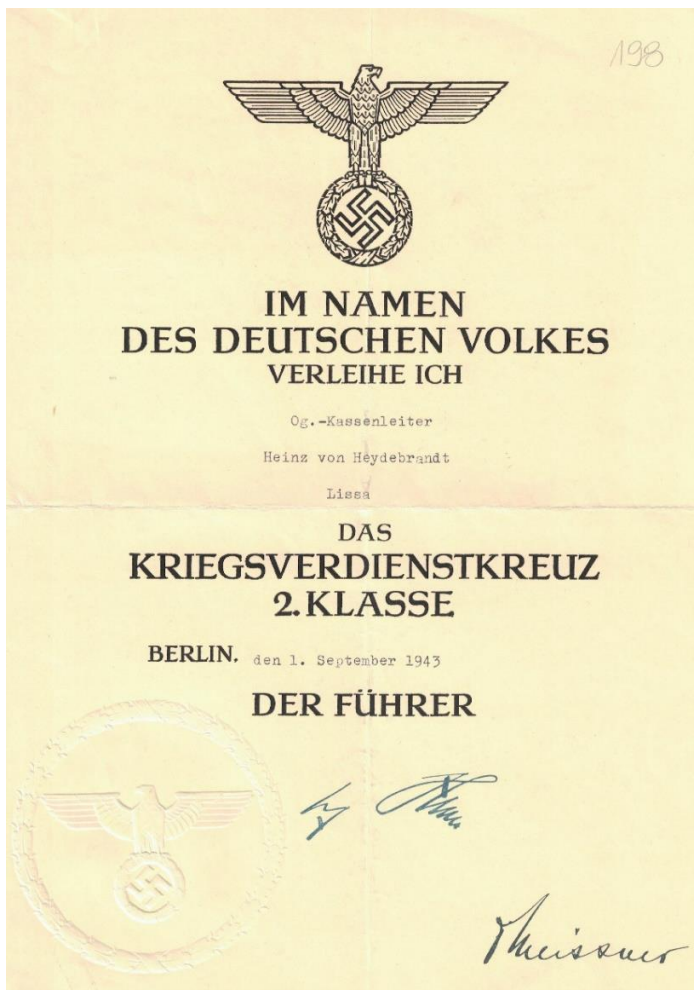 198
IM NAMEN
DES DEUTSCHEN VOLKES
VERLEIHE ICH
Og.-Kassenleiter
Heinz von Heydebrandt
Lissa
DAS
KRIEGSVERDIENSTKREUZ
2. KLASSE
BERLIN. den 1. September 1943
DER FÜHRER
Meissner